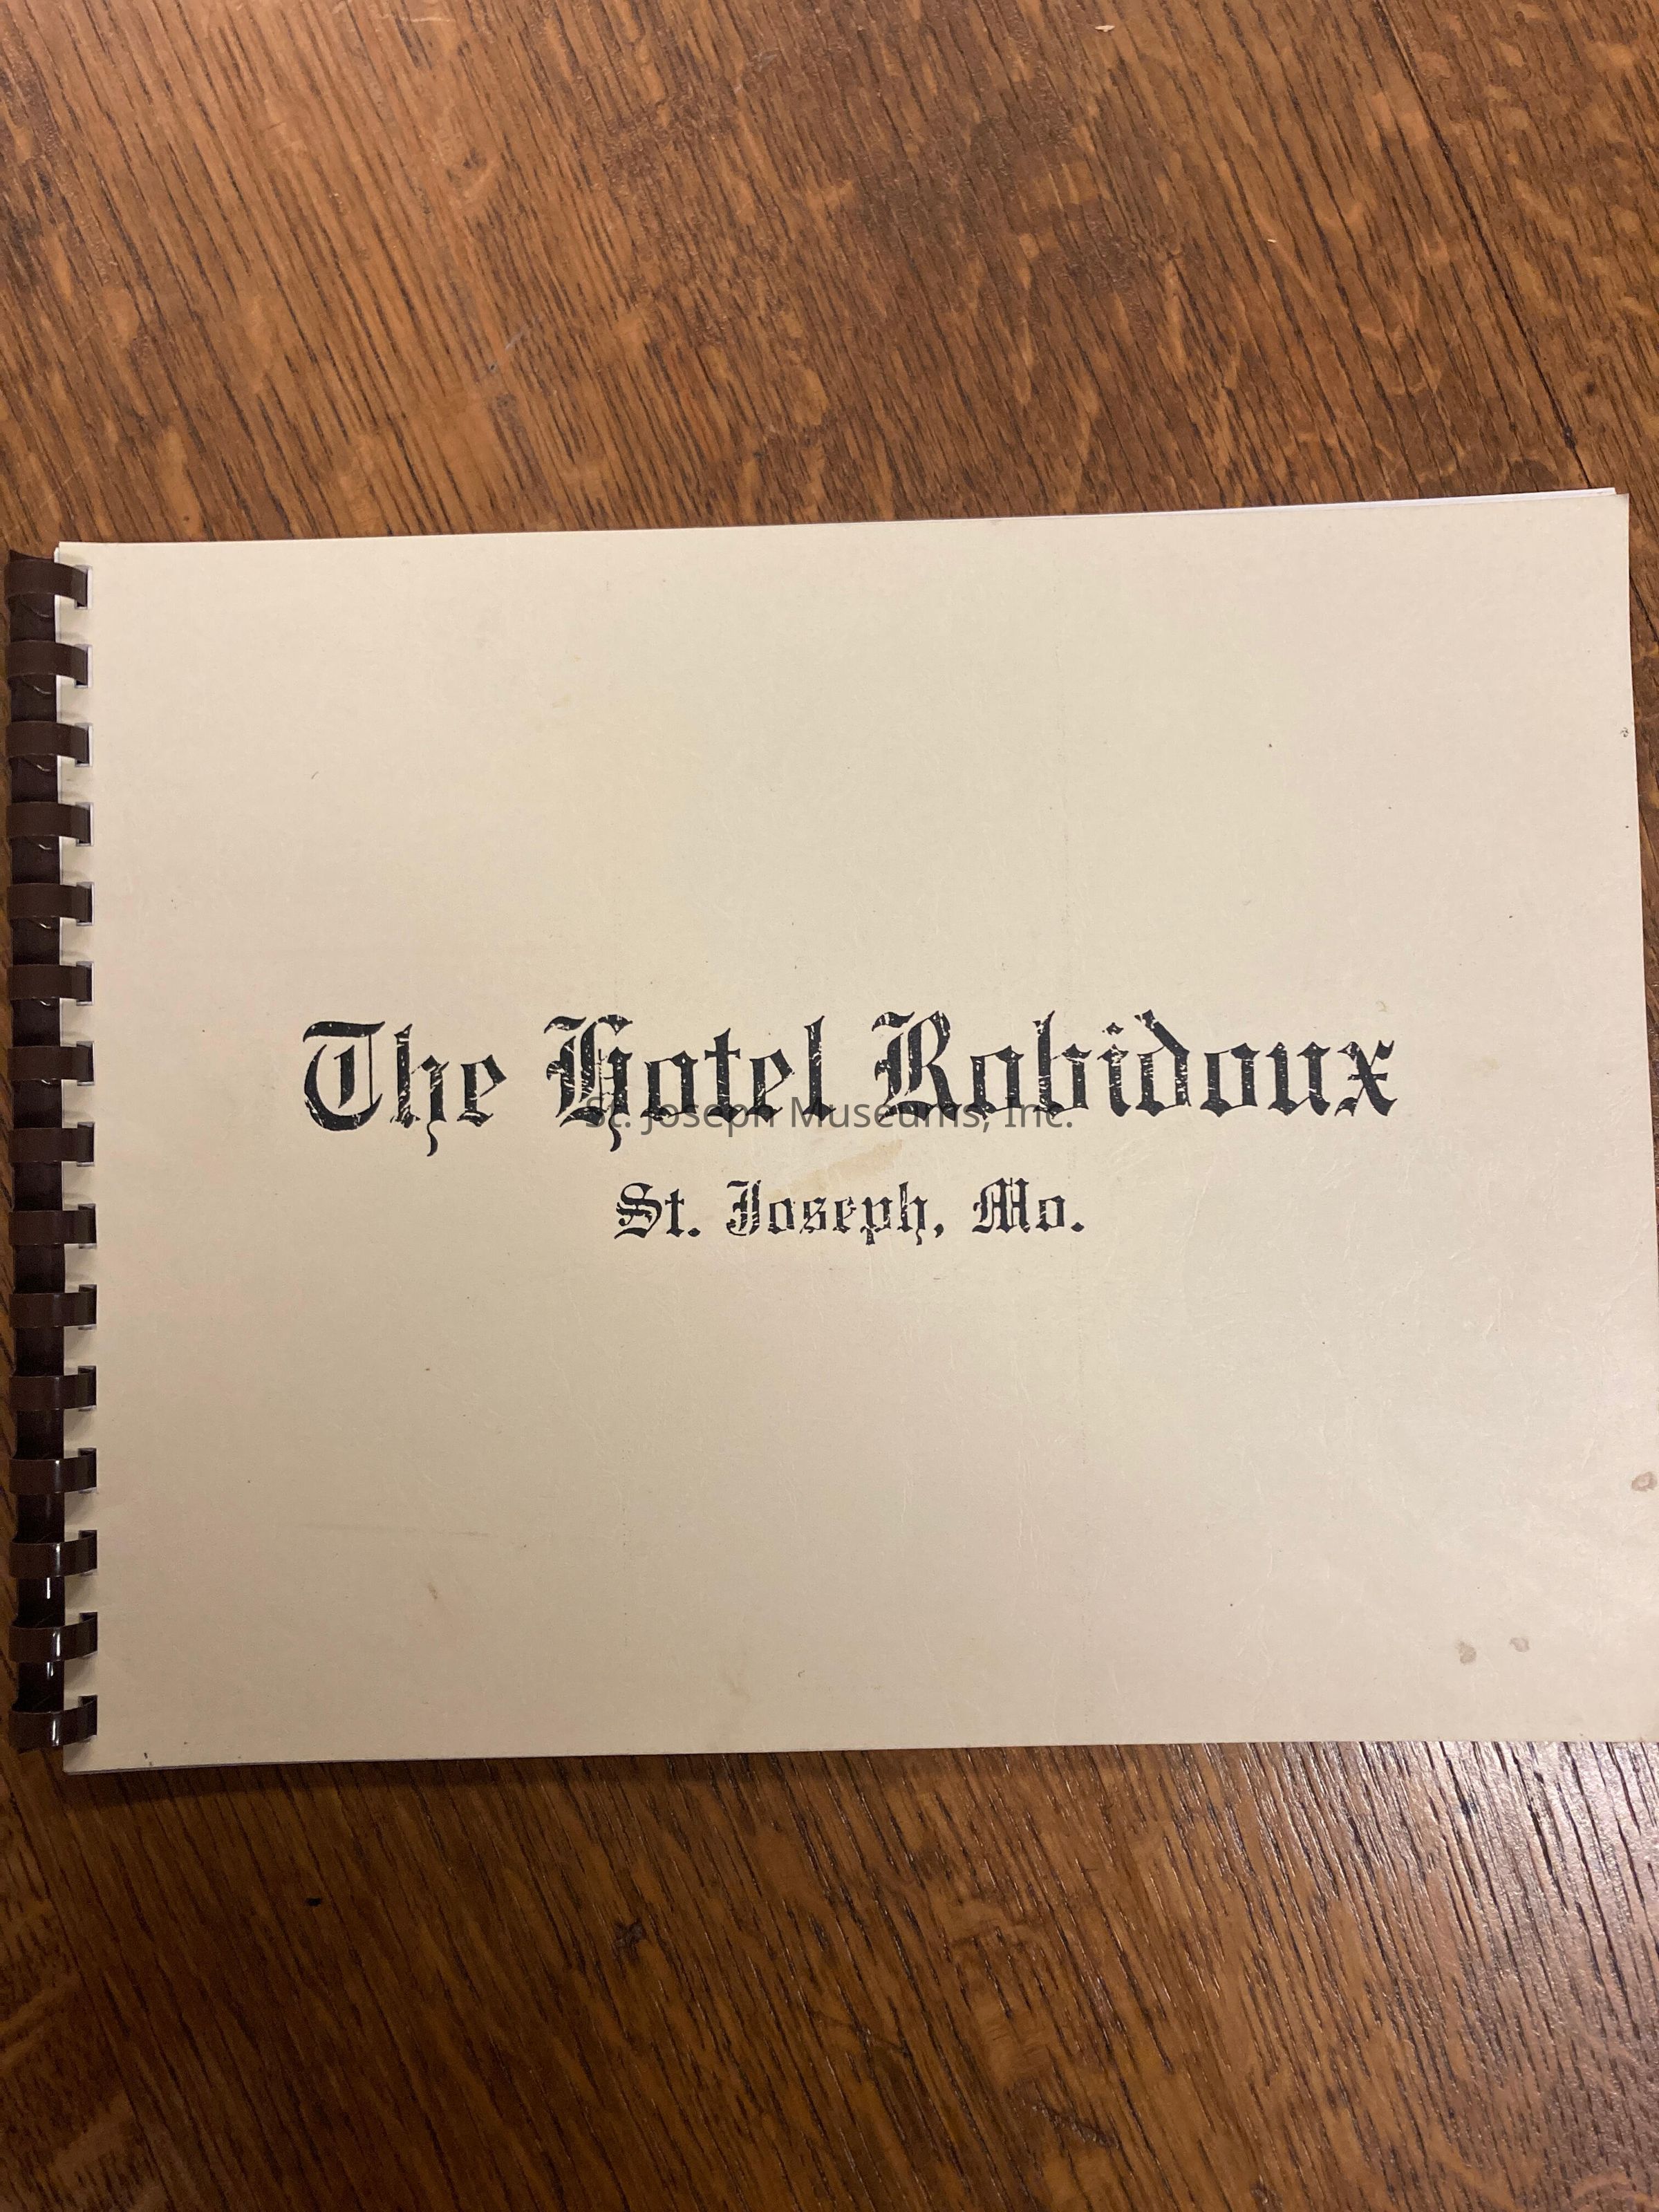 The Hotel Robidoux
St. Joseph Museums, Inc.
St. Joseph, Mo.